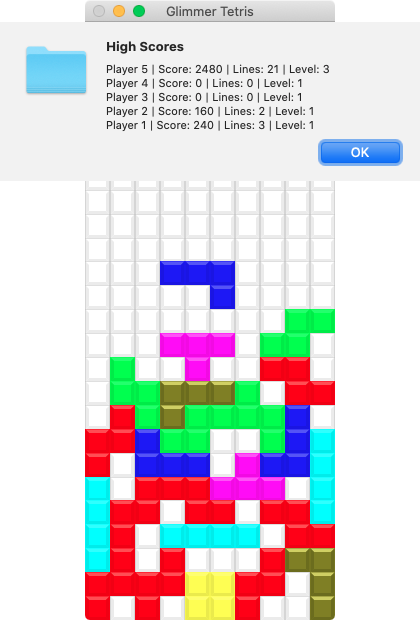 Glimmer Tetris
High Scores
Player 5 | Score: 2480 | Lines: 21 | Level: 3
Player 4 | Score: 0 | Lines: 0 | Level: 1
Player 3 | Score: 0 | Lines: 0 | Level: 1
Player 2 | Score: 160 | Lines: 2 | Level: 1
Player 1 | Score: 240 | Lines: 3 | Level: 1
OK